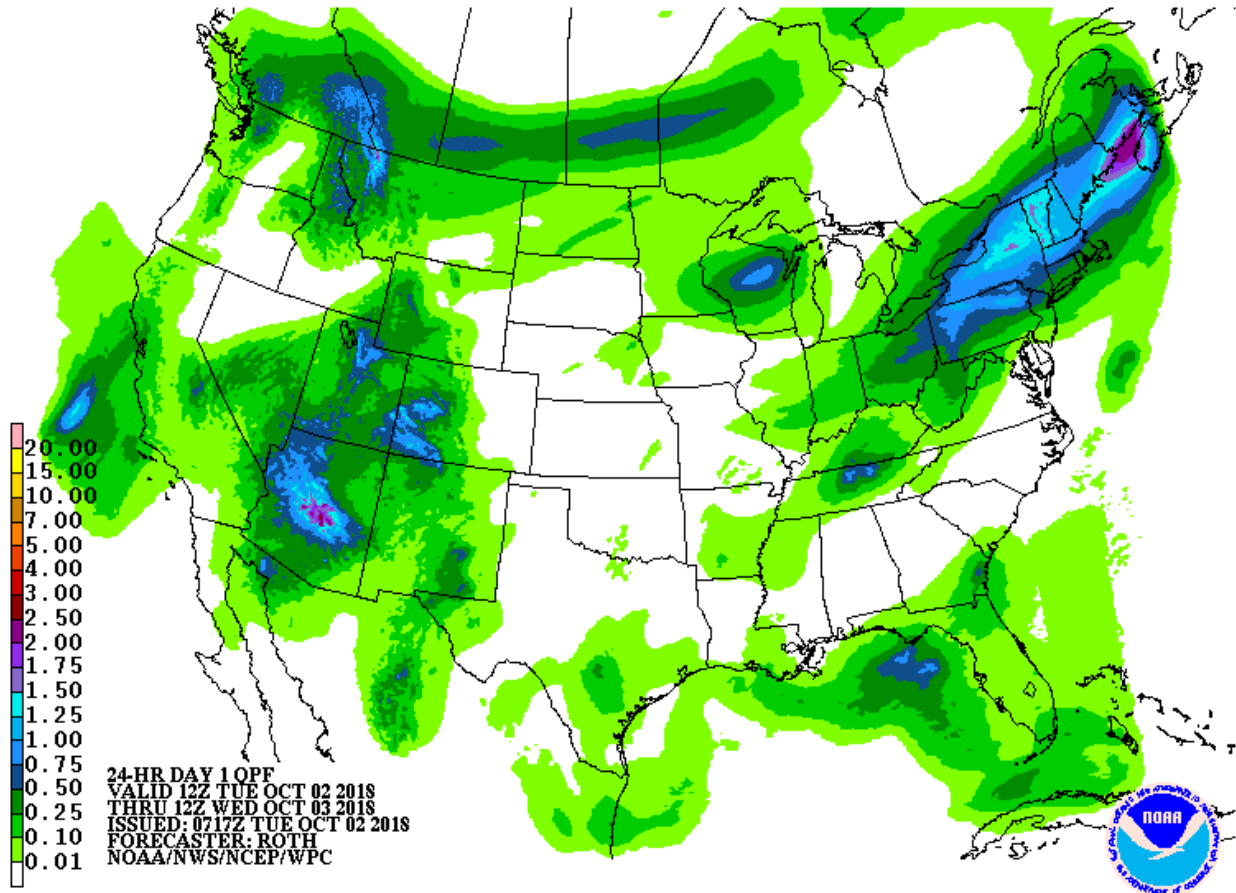 20.00
15.00
10.00
7.00
5.00
4.00
3.00
2.50
2.00
1.75
1.50
1.25
1.00
0.75
0.50
0.25
0.10
0.01
24-HR DAY 1 QPF
VALID 12Z TUE OCT 02 2018
THRU 12Z WED OCT 03 2018
ISSUED: 0717Z TUE OCT 02 2018
FORECASTER: ROTH
NOAA/NWS/NCEP/WPC
NOAA